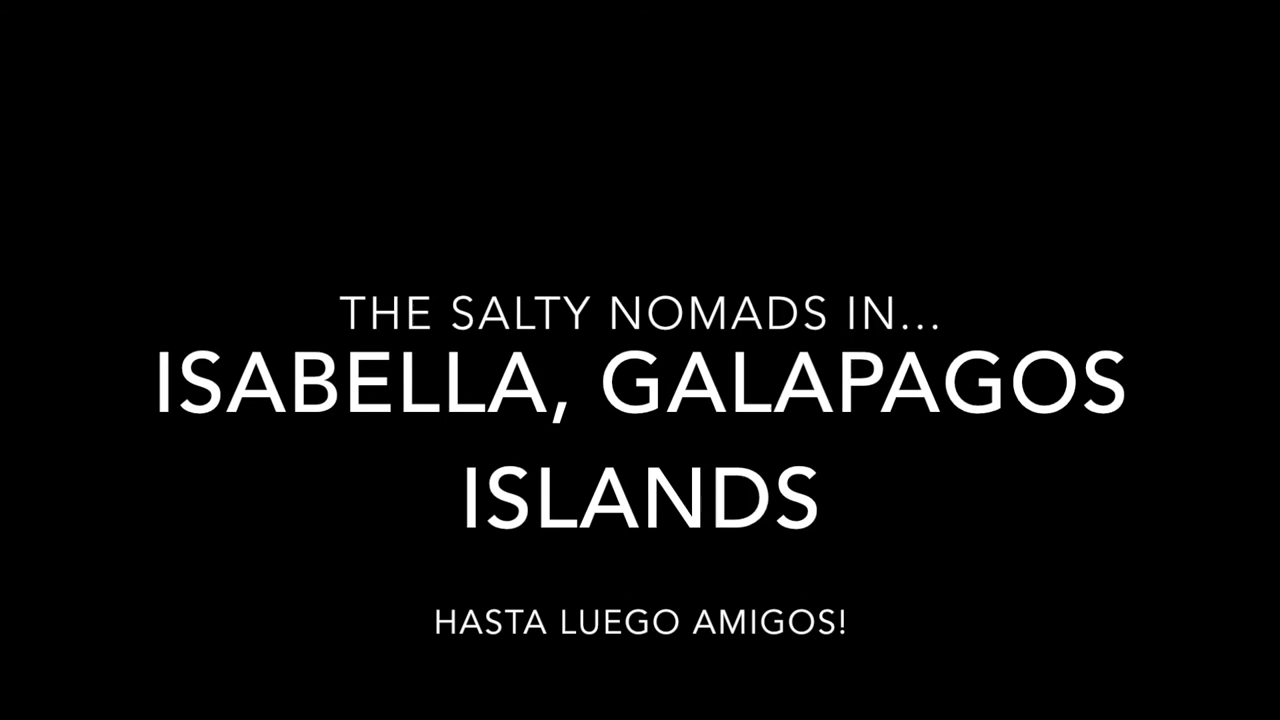 THE SALTY NOMADS IN...
ISABELLA, GALAPAGOS
ISLANDS
HASTA LUEGO AMIGOS!